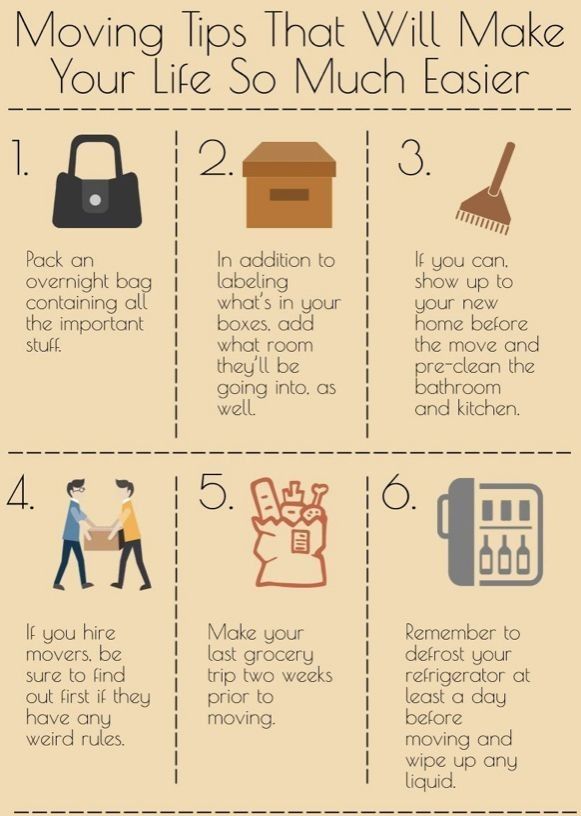 Moving Tips That Will Make
Your Life So Much Easier
1.
Pack an
overnight bag
containing all
the important
stuff.
2.
In addition to
labeling
what's in your
boxes, add
what room
they'll be
going into, as
well.
3.
If you can,
show up to
your new
home before
the move and
pre-clean the
bathroom
and kitchen.
4.
If you hire
movers, be
sure to find
out first if they
have any
weird rules.
5.
Make your
last grocery
trip two weeks
prior to
moving.
6.
Remember to
defrost your
refrigerator at
least a day
before
moving and
wipe up any
liquid.